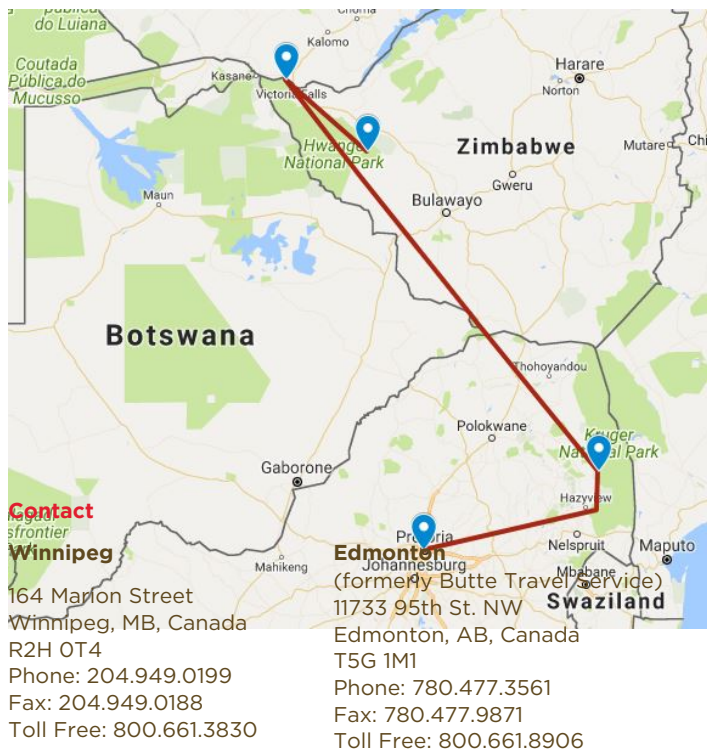 pública
do Luiana
Choma
Kalomo
Coutada
Pública do
Mucusso
Kasane
Victoria Falls
Harare
Norton
Hwange
National Park
Zimbabwe
Mutare
Chi
Gweru
Maun
Bulawayo
Botswana
Thohoyandou
Polokwane
Kruger
National Park
Gaborone
Hazyview
Contact
frontier
Pretoria
Nelspruit
Maputo
Winnipeg
Edmonton
Mahikeng
Johannesburg
Mbabane
(formerly Butte Travel Service)
Swaziland
164 Marion Street
Winnipeg, MB, Canada
R2H 0T4
Phone: 204.949.0199
Fax: 204.949.0188
Toll Free: 800.661.3830
11733 95th St. NW
Edmonton, AB, Canada
T5G 1M1
Phone: 780.477.3561
Fax: 780.477.9871
Toll Free: 800.661.8906